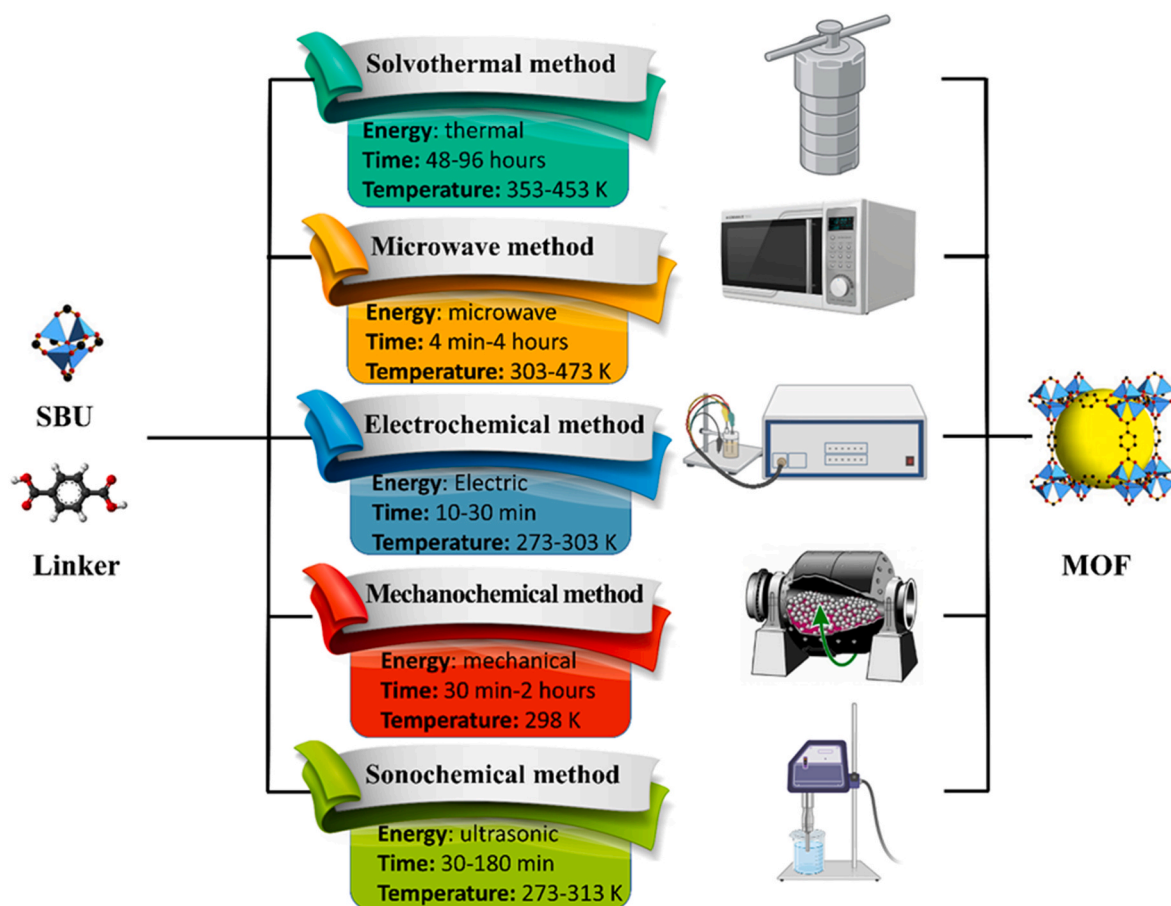 Solvothermal method
Energy: thermal
Time: 48-96 hours
Temperature: 353-453 K
Microwave method
Energy: microwave
Time: 4 min-4 hours
Temperature: 303-473 K
SBU
Electrochemical method
Energy: Electric
Time: 10-30 min
Temperature: 273-303 K
Linker
MOF
Mechanochemical method
Energy: mechanical
Time: 30 min-2 hours
Temperature: 298 K
Sonochemical method
Energy: ultrasonic
Time: 30-180 min
Temperature: 273-313 K